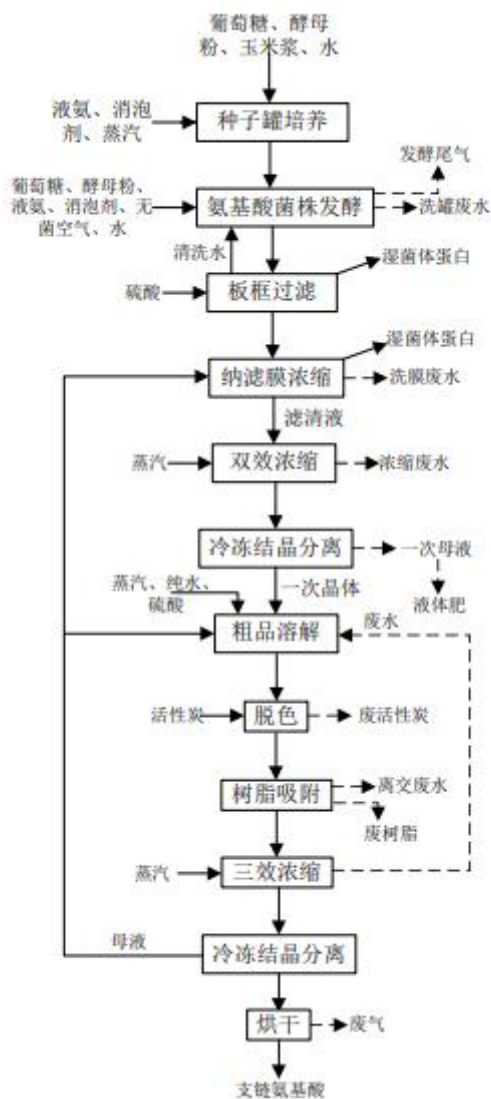 葡萄糖、酵母
粉、玉米浆、水
液氨、消泡
剂、蒸汽
种子罐培养
发酵尾气
葡萄糖、酵母粉、
液氨、消泡剂、无
菌空气、水
氨基酸菌株发酵
洗罐废水
清洗水
湿菌体蛋白
硫酸
板框过滤
湿菌体蛋白
纳滤膜浓缩
洗膜废水
滤清液
蒸汽
双效浓缩
浓缩废水
冷冻结晶分离
一次母液
蒸汽、纯水、
硫酸
一次晶体
液体肥
废水
粗品溶解
活性炭
脱色
废活性炭
树脂吸附
离交废水
废树脂
蒸汽
三效浓缩
母液
冷冻结晶分离
烘干
废气
支链氨基酸